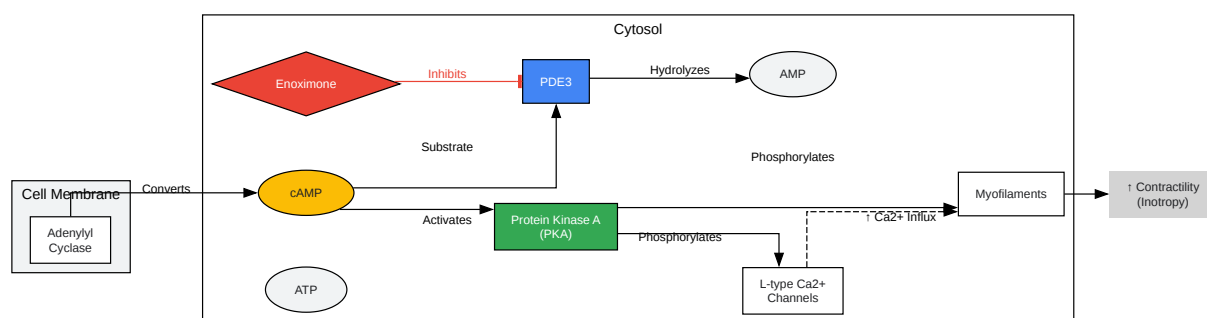 Cytosol
Enoximone
Inhibits
PDE3
Hydrolyzes
AMP
Substrate
Phosphorylates
Cell Membrane
Converts
cAMP
Adenylyl
Cyclase
Activates
Protein Kinase A
(PKA)
Phosphorylates
↑ Ca2+ Influx
Myofilaments
↑ Contractility
(Inotropy)
ATP
L-type Ca2+
Channels